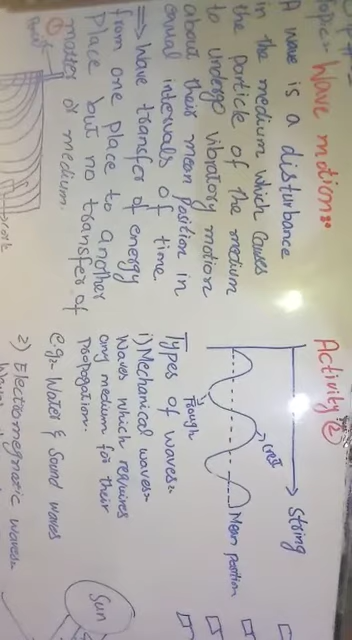 Topic:- Wave motion:-
A wave is a disturbance
in the medium which causes
the particle of the medium
to undergo vibratory motion
about their mean position in
equal intervals of time
⇒ Wave transfer of energy
from one place to another
place but no transfer of
matter of medium.
①
Activity ②
String
Crest
Trough
Mean position
Types of waves:-
i) Mechanical waves:-
Waves which requires
any medium for their
propogation.
e.g:- Water & Sound waves
2) Electromegnatic waves:-
Sun